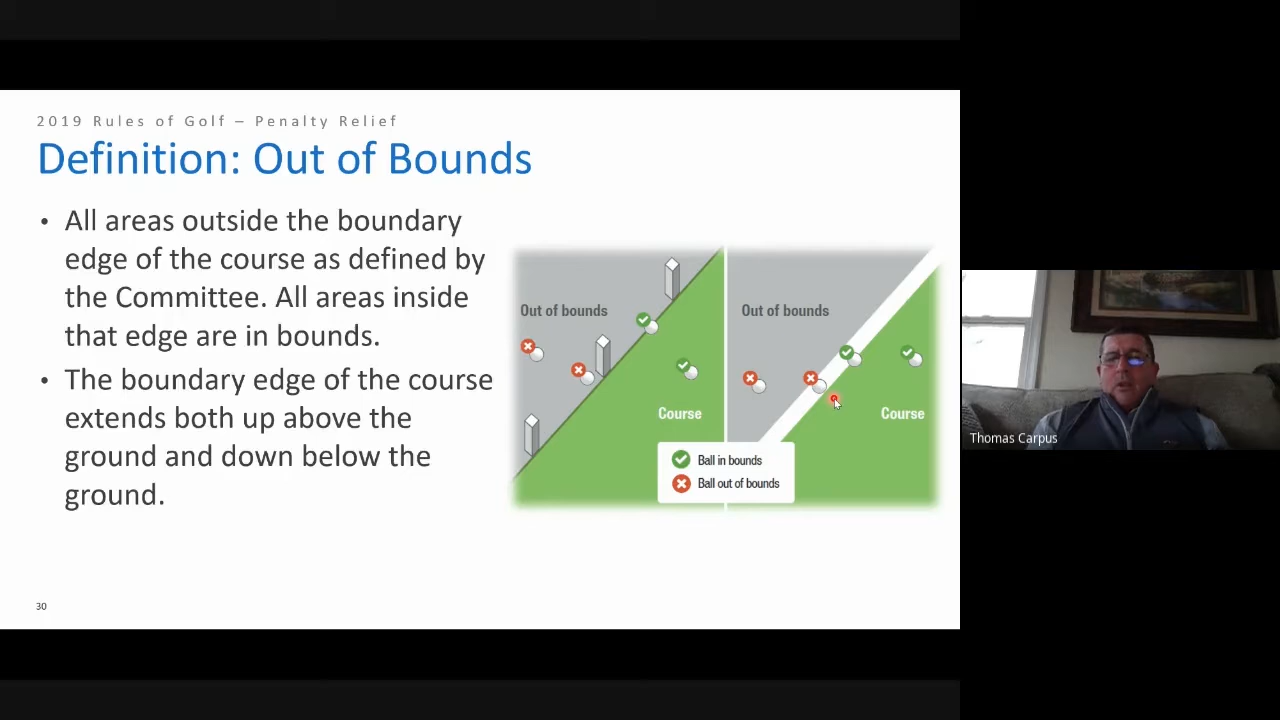 2019 Rules of Golf – Penalty Relief
Definition: Out of Bounds
• All areas outside the boundary
edge of the course as defined by
the Committee. All areas inside
that edge are in bounds.
• The boundary edge of the course
extends both up above the
ground and down below the
ground.
Out of bounds
Course
Out of bounds
Course
Ball in bounds
Ball out of bounds
30
Thomas Carpus